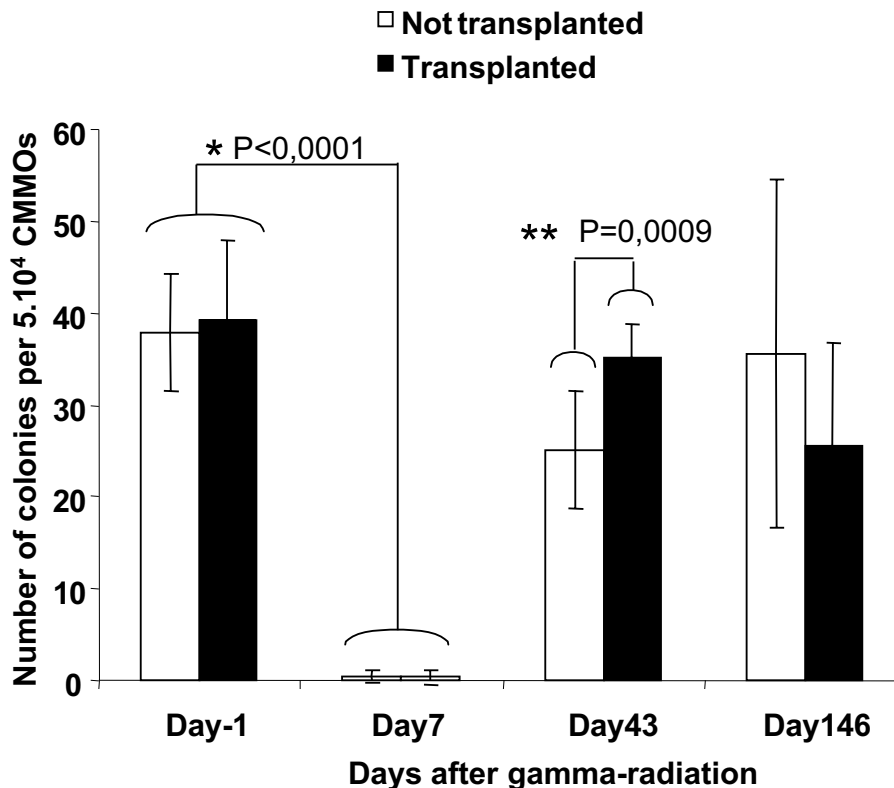 Not transplanted
Transplanted
Number of colonies per 5.10⁴ CMMOs
60
50
40
30
20
10
0
* P<0,0001
** P=0,0009
Day-1 Day7 Day43 Day146
Days after gamma-radiation